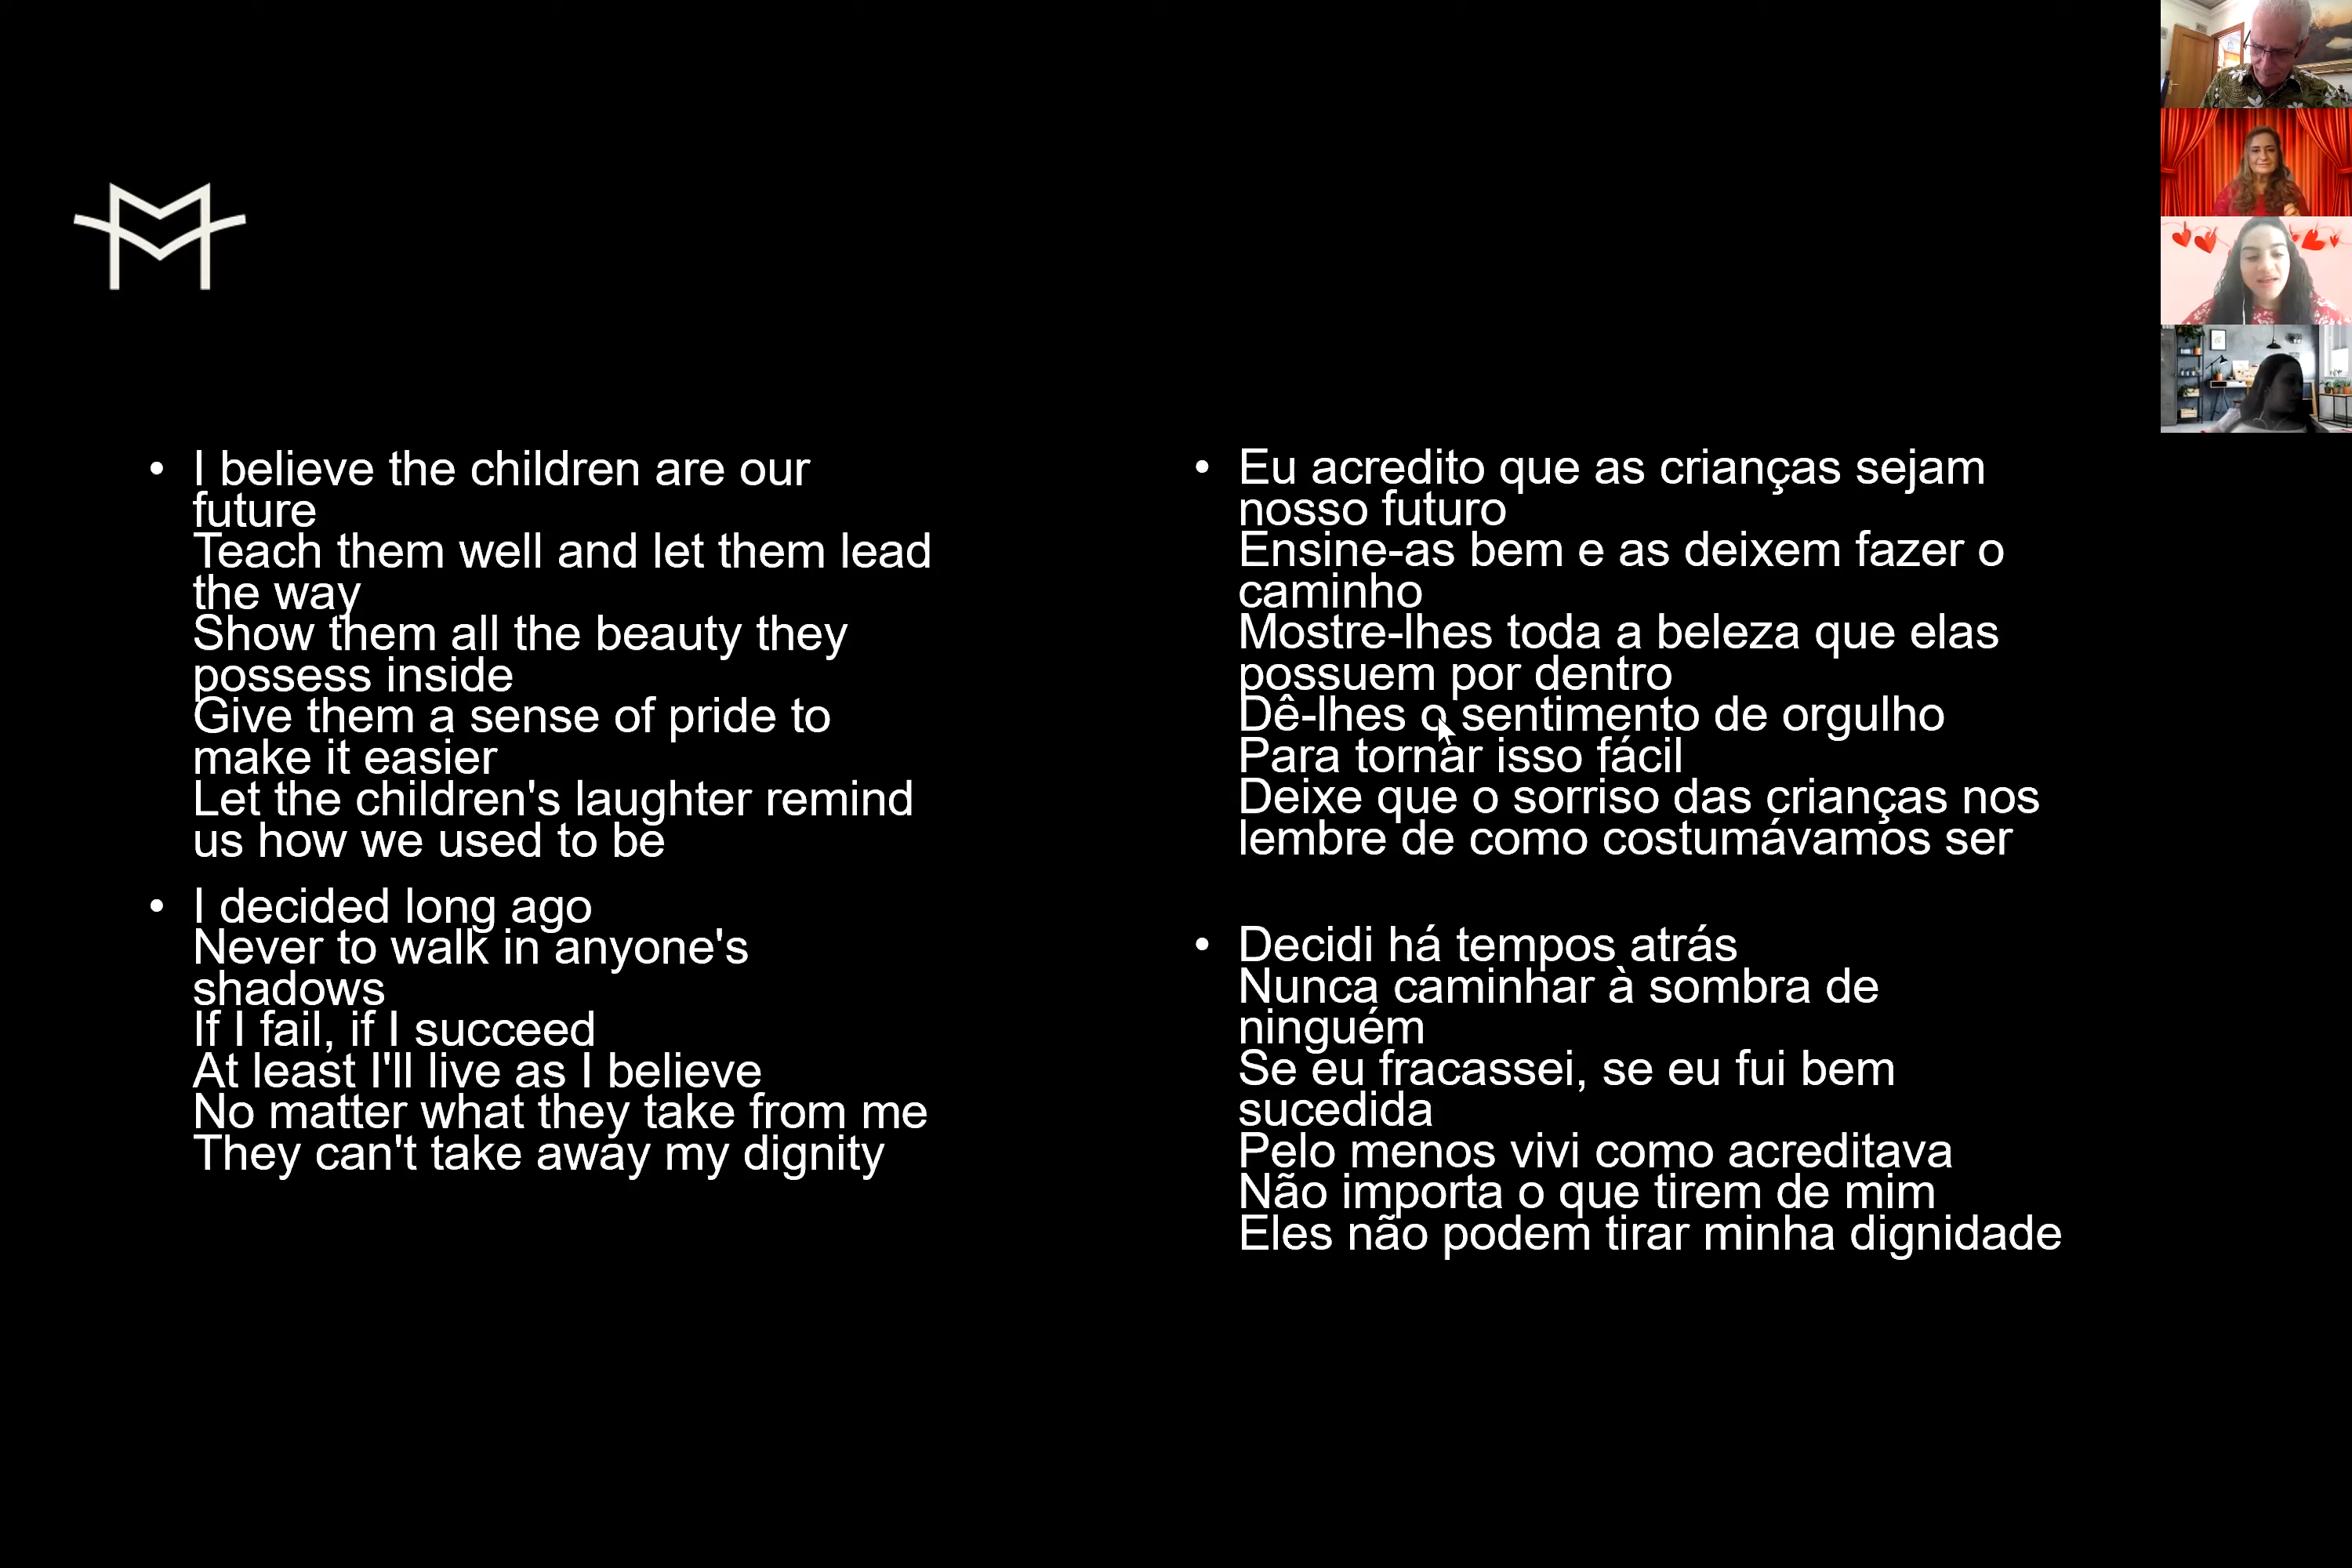 • I believe the children are our
future
Teach them well and let them lead
the way
Show them all the beauty they
possess inside
Give them a sense of pride to
make it easier
Let the children's laughter remind
us how we used to be
• I decided long ago
Never to walk in anyone's
shadows
If I fail, if I succeed
At least I'll live as I believe
No matter what they take from me
They can't take away my dignity
• Eu acredito que as crianças sejam
nosso futuro
Ensine-as bem e as deixem fazer o
caminho
Mostre-lhes toda a beleza que elas
possuem por dentro
Dê-lhes o sentimento de orgulho
Para tornar isso fácil
Deixe que o sorriso das crianças nos
lembre de como costumávamos ser
• Decidi há tempos atrás
Nunca caminhar à sombra de
ninguém
Se eu fracassei, se eu fui bem
sucedida
Pelo menos vivi como acreditava
Não importa o que tirem de mim
Eles não podem tirar minha dignidade